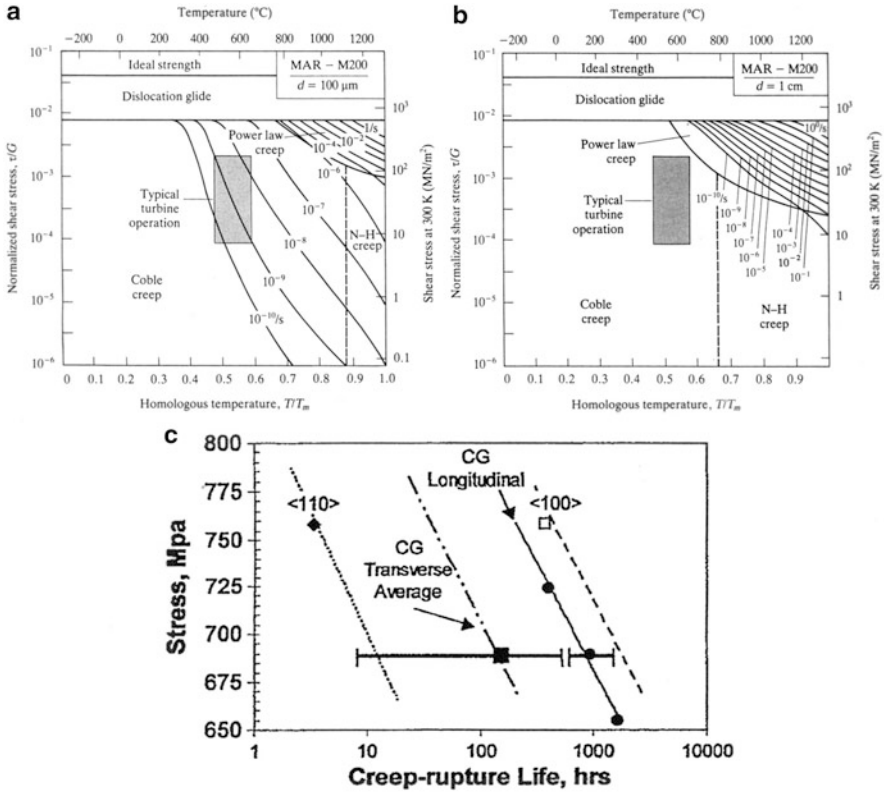 a
Temperature (°C)
−200 0 200 400 600 800 1000 1200
10⁻¹
10⁻²
10⁻³
10⁻⁴
10⁻⁵
10⁻⁶
Normalized shear stress, τ/G
Ideal strength
MAR – M200
d = 100 μm
Dislocation glide
Power law
creep
1/s
10⁻²
10⁻⁴
10⁻⁶
10⁻⁷
10⁻⁸
10⁻⁹
10⁻¹⁰/s
Typical
turbine
operation
N–H
creep
Coble
creep
10³
10²
10
1
0.1
Shear stress at 300 K (MN/m²)
0 0.1 0.2 0.3 0.4 0.5 0.6 0.7 0.8 0.9 1.0
Homologous temperature, T/Tm
b
Temperature (°C)
−200 0 200 400 600 800 1000 1200
10⁻¹
10⁻²
10⁻³
10⁻⁴
10⁻⁵
10⁻⁶
Normalized shear stress, τ/G
Ideal strength
MAR – M200
d = 1 cm
Dislocation glide
Power law
creep
10⁰/s
Typical
turbine
operation
10⁻¹⁰/s
10⁻⁹
10⁻⁸
10⁻⁷
10⁻⁶
10⁻⁵
10⁻⁴
10⁻³
10⁻²
10⁻¹
Coble
creep
N–H
creep
10³
10²
10
1
Shear stress at 300 K (MN/m²)
0 0.1 0.2 0.3 0.4 0.5 0.6 0.7 0.8 0.9
Homologous temperature, T/Tm
c
800
775
750
725
700
675
650
Stress, Mpa
<110>
CG
Longitudinal
<100>
CG
Transverse
Average
1 10 100 1000 10000
Creep-rupture Life, hrs